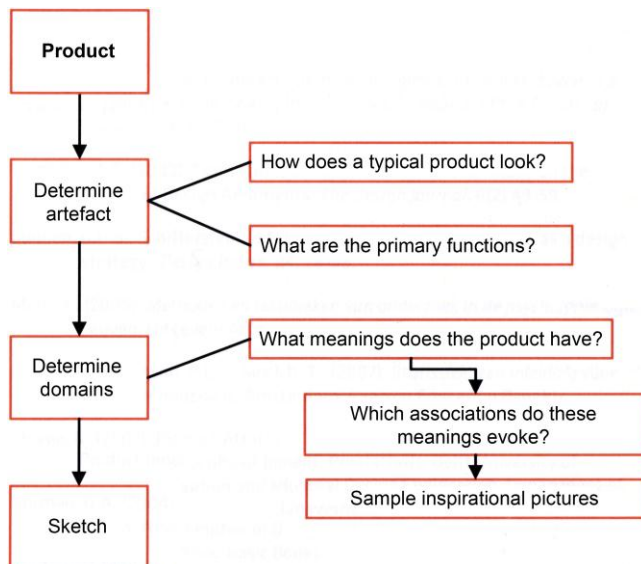 Product
How does a typical product look?
Determine
artefact
What are the primary functions?
What meanings does the product have?
Determine
domains
Which associations do these
meanings evoke?
Sample inspirational pictures
Sketch